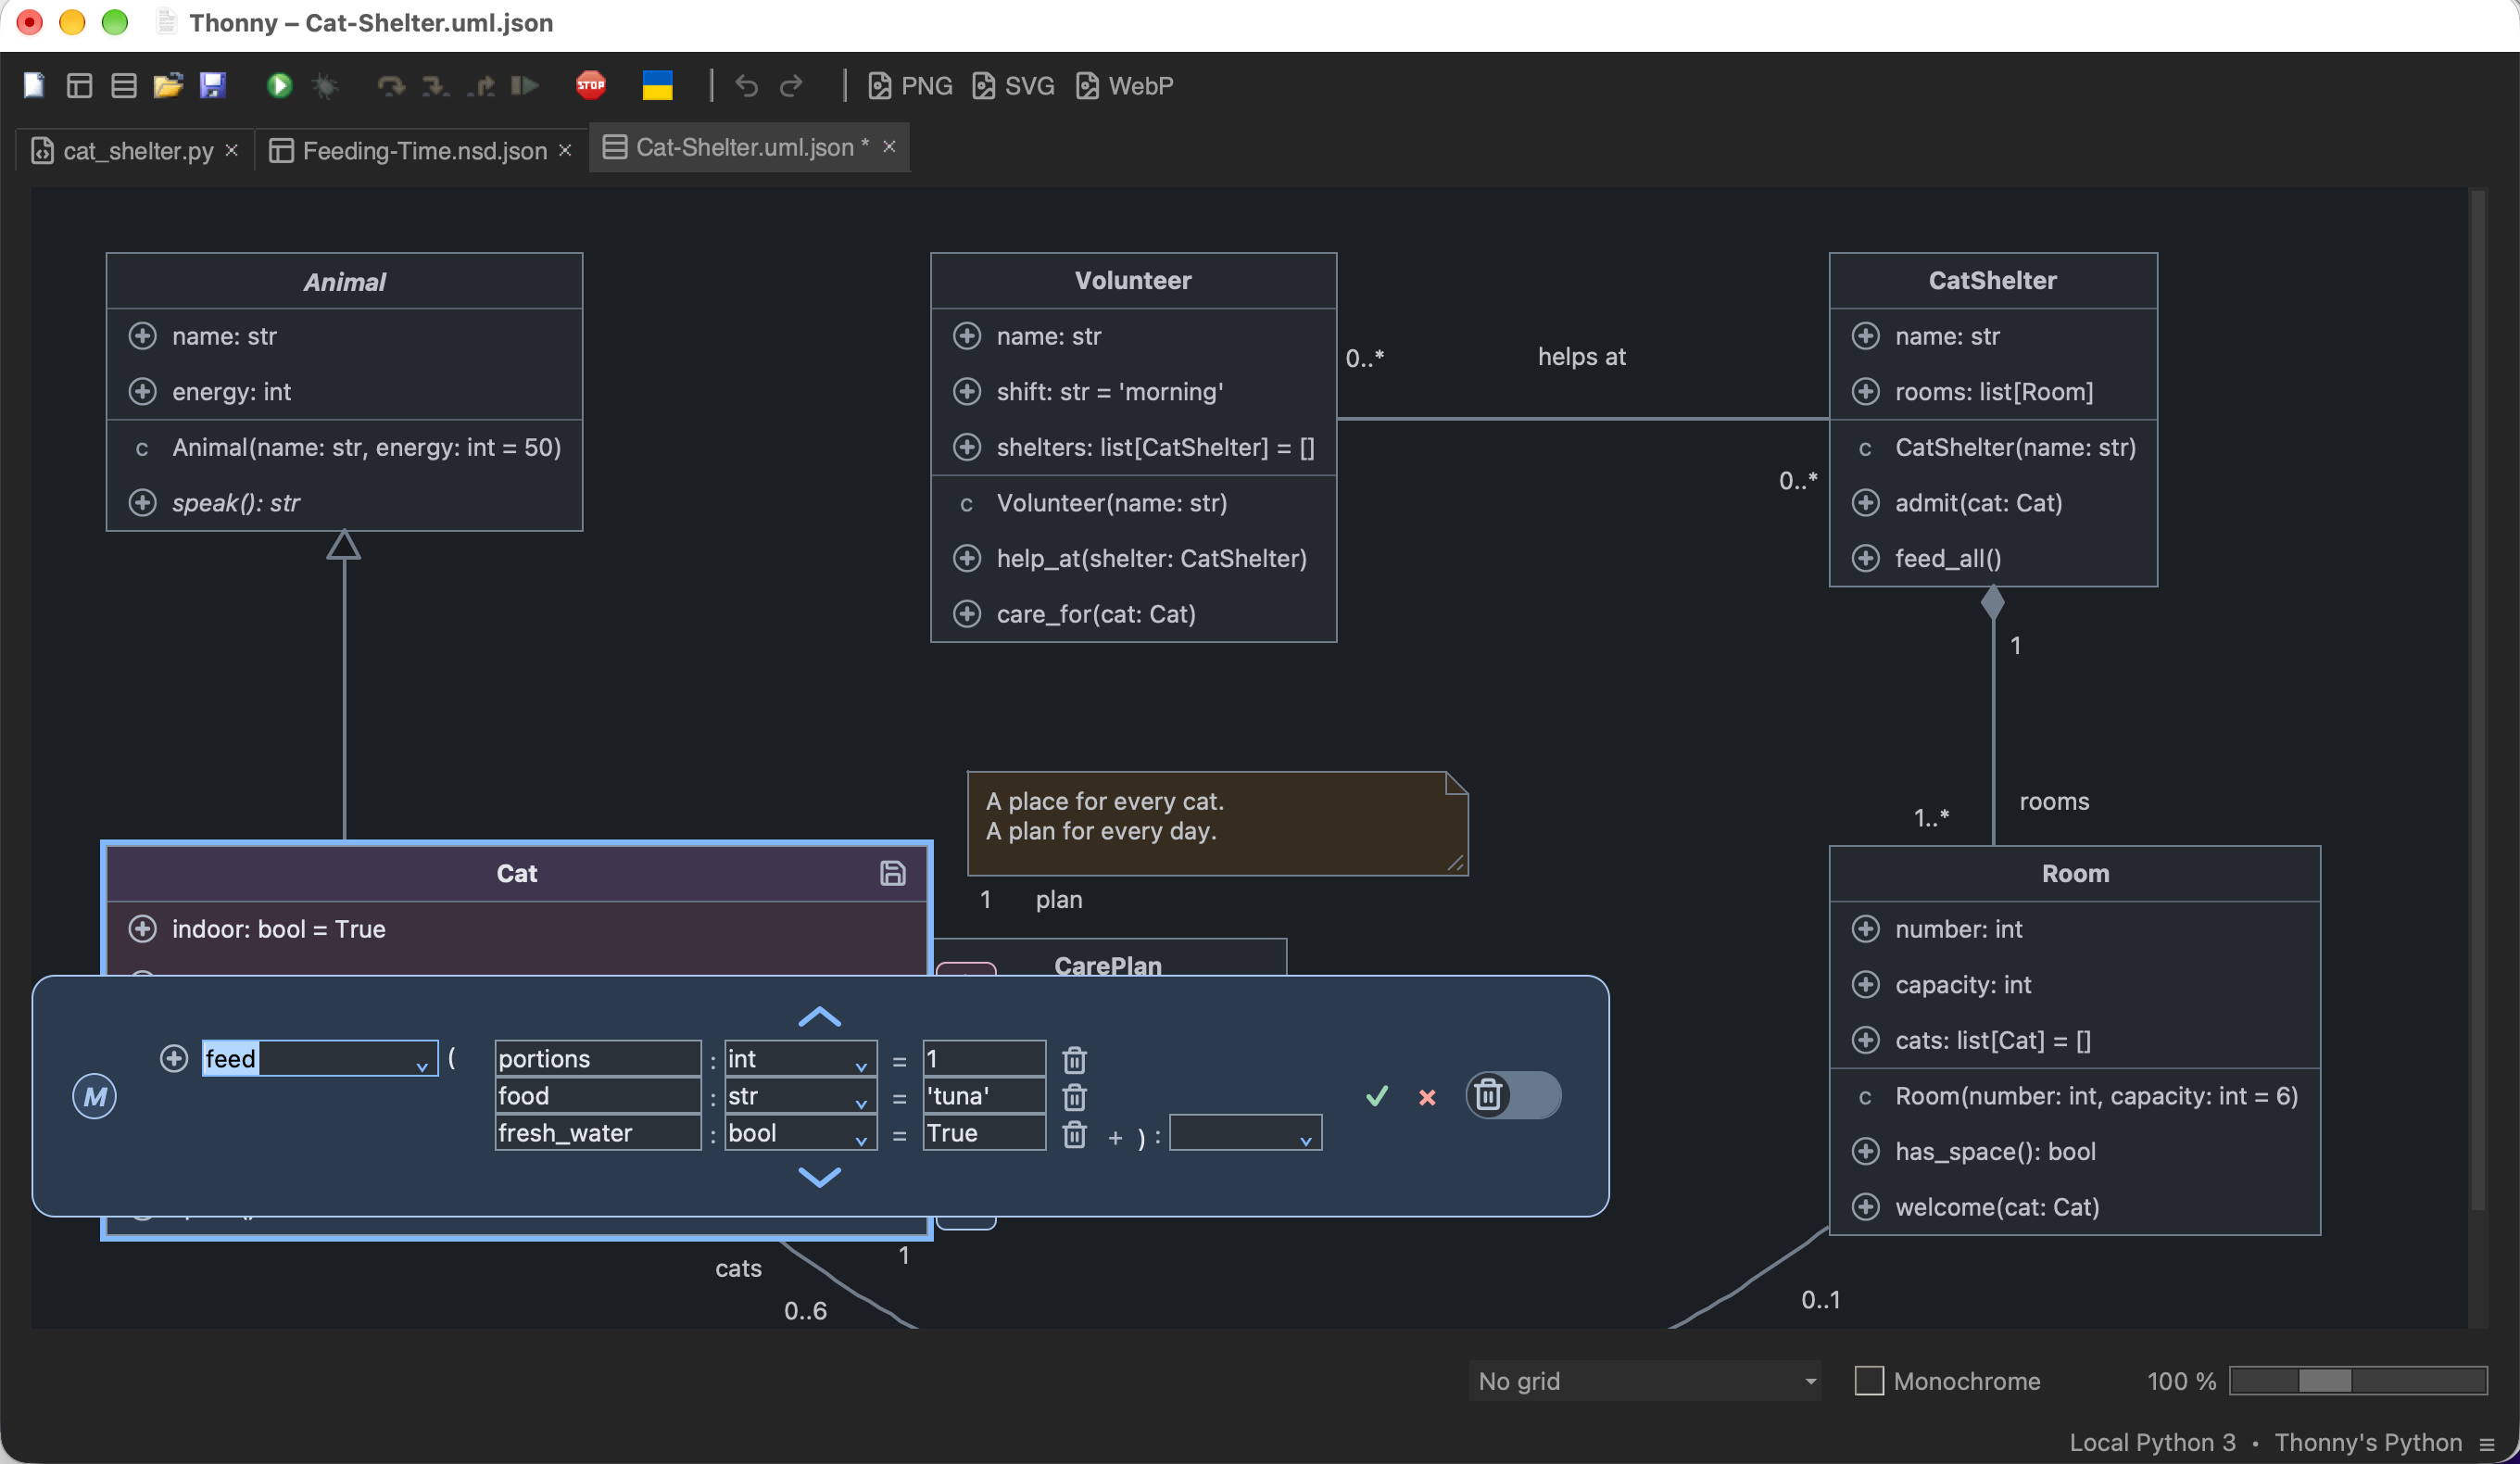 Thonny – Cat-Shelter.uml.json
STOP
PNG SVG WebP
cat_shelter.py × Feeding-Time.nsd.json × Cat-Shelter.uml.json * ×
Animal
name: str
energy: int
c Animal(name: str, energy: int = 50)
speak(): str
Volunteer
name: str
shift: str = 'morning'
shelters: list[CatShelter] = []
c Volunteer(name: str)
help_at(shelter: CatShelter)
care_for(cat: Cat)
0..* helps at
0..*
CatShelter
name: str
rooms: list[Room]
c CatShelter(name: str)
admit(cat: Cat)
feed_all()
1
1..* rooms
A place for every cat.
A plan for every day.
1 plan
Cat
indoor: bool = True
CarePlan
M
feed ( portions : int = 1
food : str = 'tuna'
fresh_water : bool = True + ) :
Room
number: int
capacity: int
cats: list[Cat] = []
c Room(number: int, capacity: int = 6)
has_space(): bool
welcome(cat: Cat)
1
cats
0..6
0..1
No grid Monochrome 100 %
Local Python 3 • Thonny's Python ≡